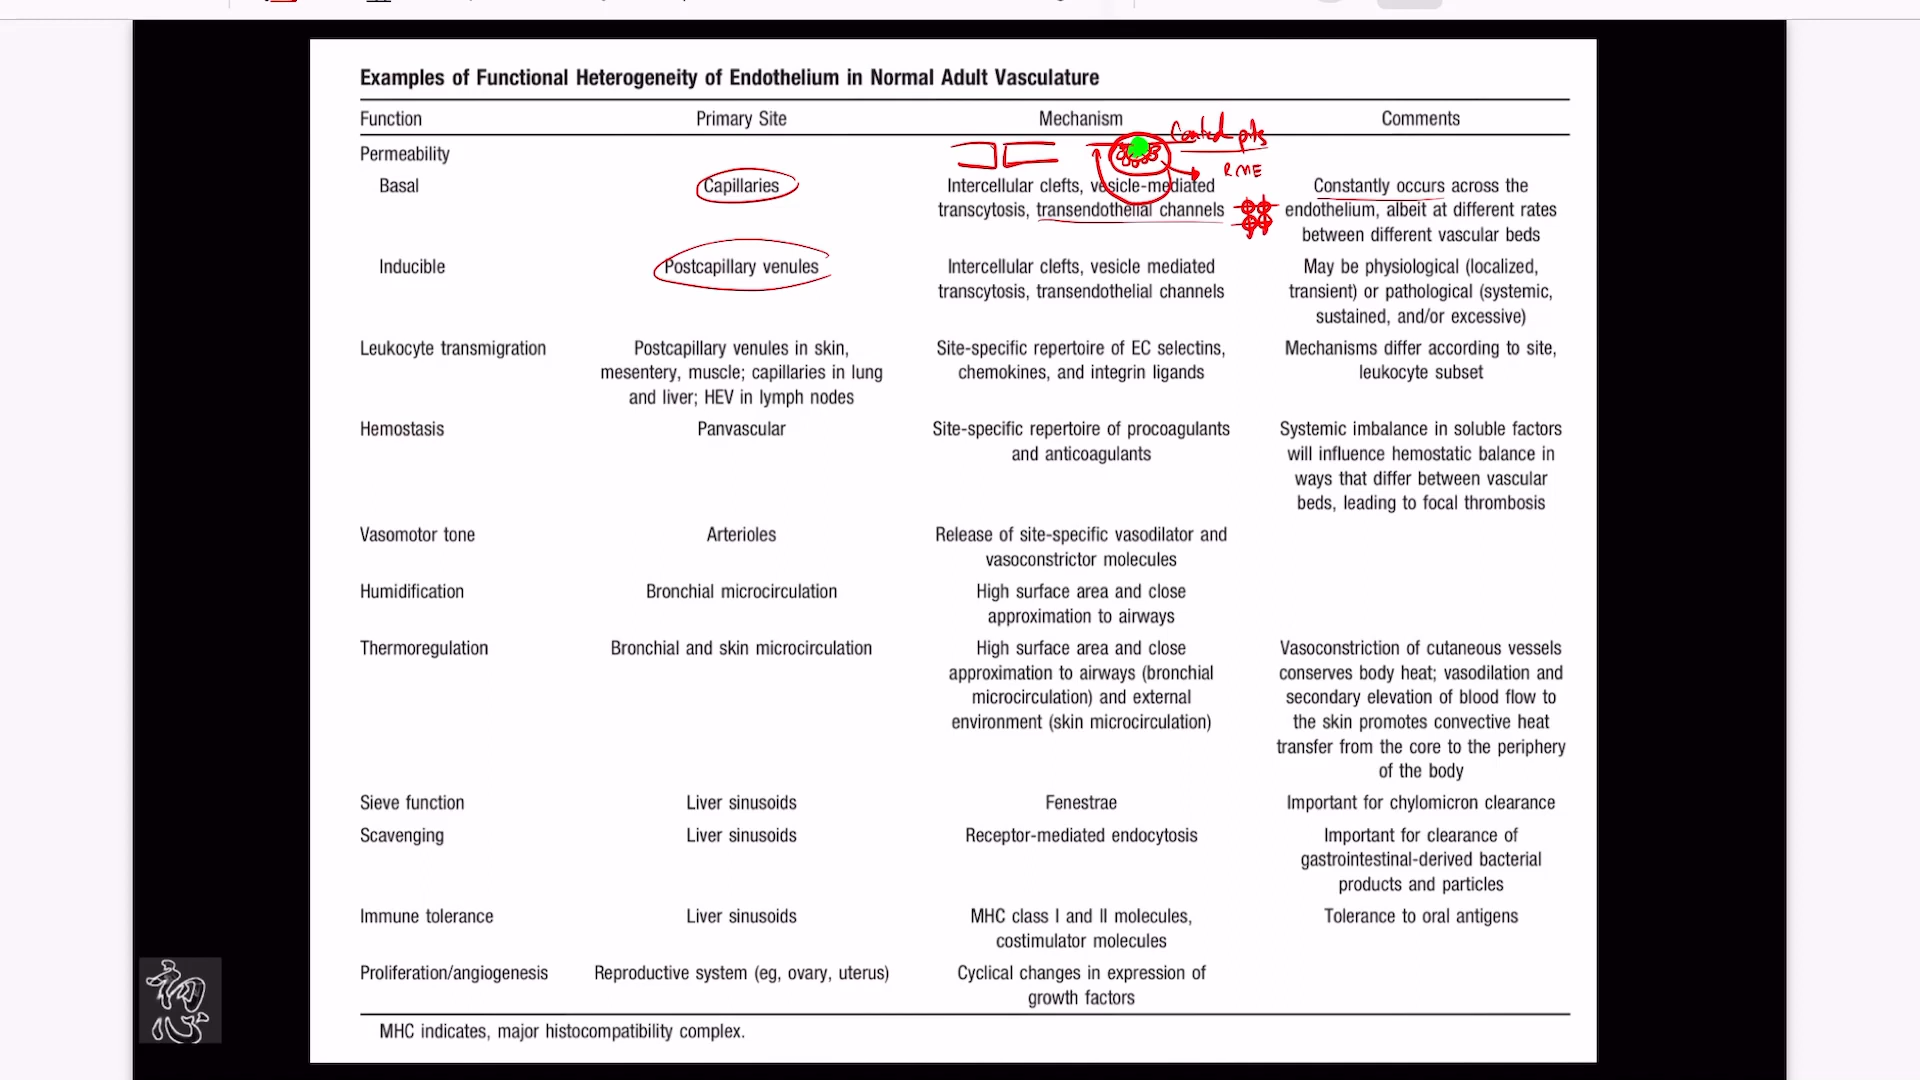 Examples of Functional Heterogeneity of Endothelium in Normal Adult Vasculature
Function Primary Site Mechanism Comments
Coated pits
Permeability
RME
Basal Capillaries Intercellular clefts, vesicle-mediated Constantly occurs across the
transcytosis, transendothelial channels endothelium, albeit at different rates
between different vascular beds
Inducible Postcapillary venules Intercellular clefts, vesicle mediated May be physiological (localized,
transcytosis, transendothelial channels transient) or pathological (systemic,
sustained, and/or excessive)
Leukocyte transmigration Postcapillary venules in skin, Site-specific repertoire of EC selectins, Mechanisms differ according to site,
mesentery, muscle; capillaries in lung chemokines, and integrin ligands leukocyte subset
and liver; HEV in lymph nodes
Hemostasis Panvascular Site-specific repertoire of procoagulants Systemic imbalance in soluble factors
and anticoagulants will influence hemostatic balance in
ways that differ between vascular
beds, leading to focal thrombosis
Vasomotor tone Arterioles Release of site-specific vasodilator and
vasoconstrictor molecules
Humidification Bronchial microcirculation High surface area and close
approximation to airways
Thermoregulation Bronchial and skin microcirculation High surface area and close Vasoconstriction of cutaneous vessels
approximation to airways (bronchial conserves body heat; vasodilation and
microcirculation) and external secondary elevation of blood flow to
environment (skin microcirculation) the skin promotes convective heat
transfer from the core to the periphery
of the body
Sieve function Liver sinusoids Fenestrae Important for chylomicron clearance
Scavenging Liver sinusoids Receptor-mediated endocytosis Important for clearance of
gastrointestinal-derived bacterial
products and particles
Immune tolerance Liver sinusoids MHC class I and II molecules, Tolerance to oral antigens
costimulator molecules
Proliferation/angiogenesis Reproductive system (eg, ovary, uterus) Cyclical changes in expression of
growth factors
MHC indicates, major histocompatibility complex.
初心